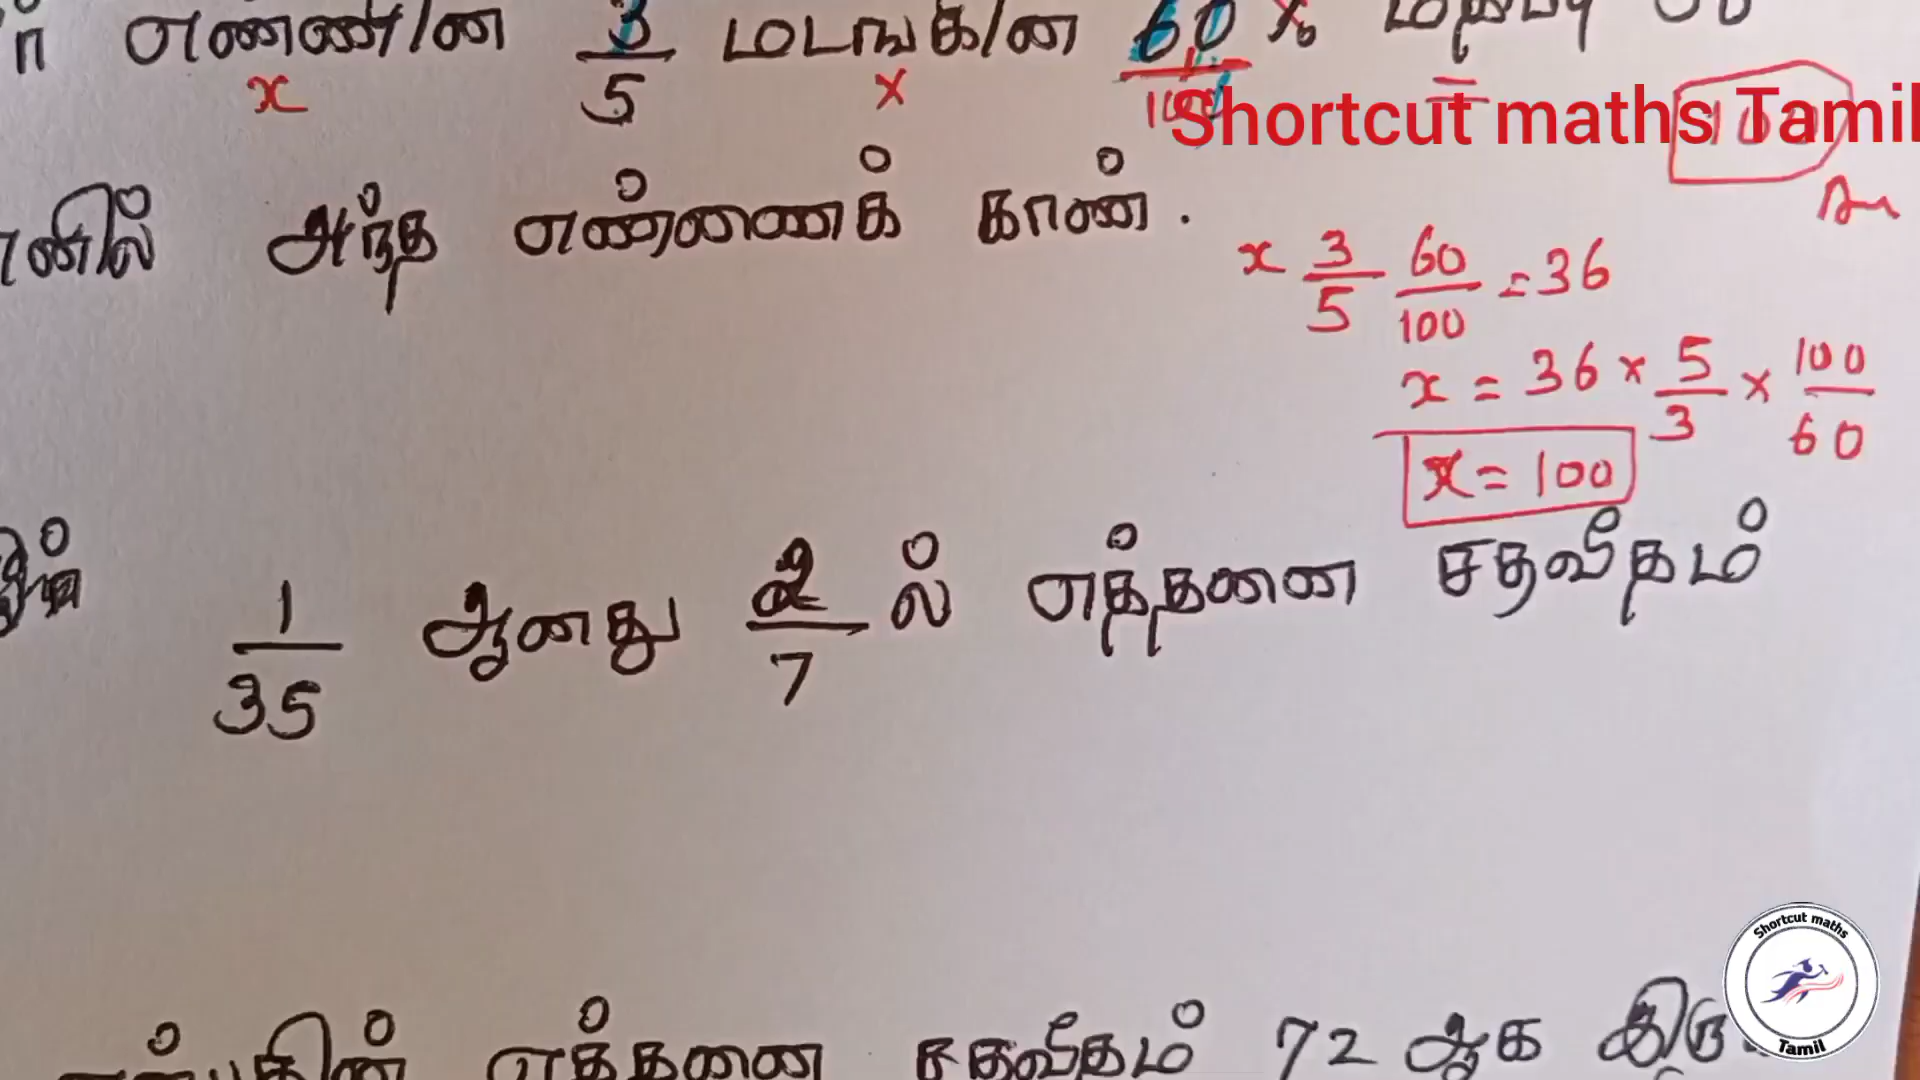 எண்ணின் 3/5 மடங்கின் 60%
x x 100 =
Shortcut maths Tamil
எனில் அந்த எண்ணைக் காண்.
x 3/5 60/100 = 36
x = 36 × 5/3 × 100/60
x = 100
1/35 ஆனது 2/7 ல் எத்தனை சதவீதம்
எத்தனை சதவீதம் 72 ஆக
Shortcut maths
Tamil